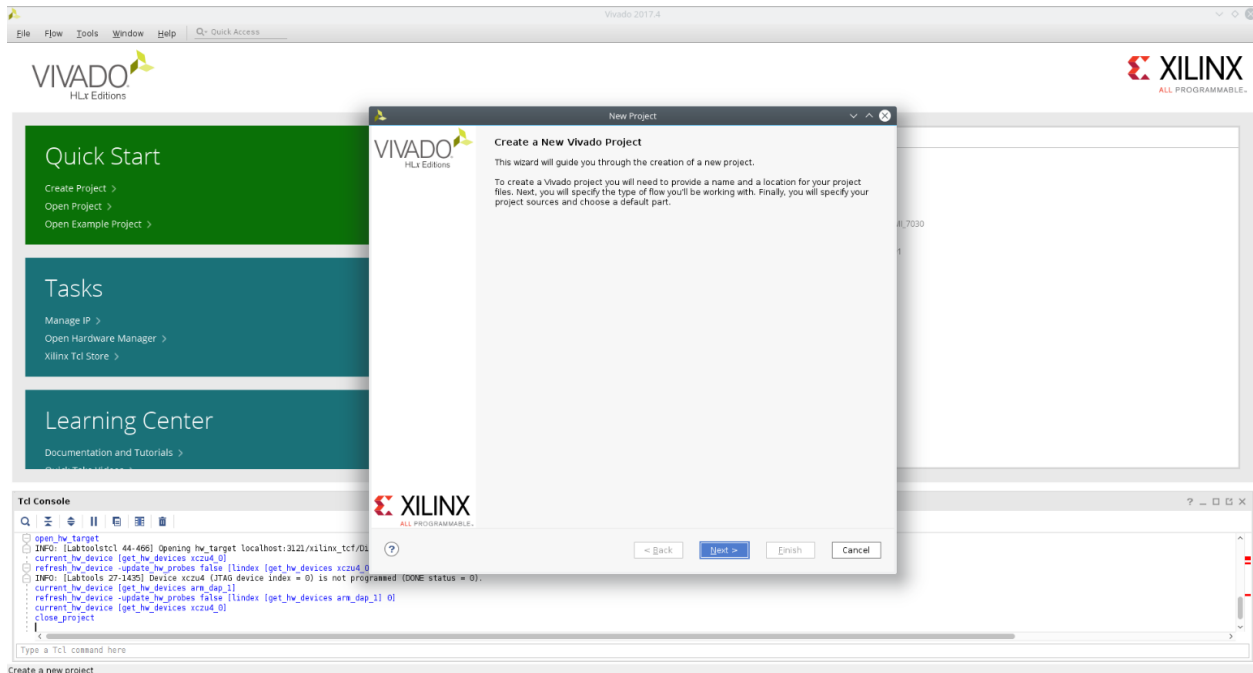 Vivado 2017.4
File Flow Tools Window Help Quick Access
VIVADO
HLx Editions
XILINX
ALL PROGRAMMABLE.
Quick Start
Create Project >
Open Project >
Open Example Project >
Tasks
Manage IP >
Open Hardware Manager >
Xilinx Tcl Store >
Learning Center
Documentation and Tutorials >
New Project
VIVADO
HLx Editions
Create a New Vivado Project
This wizard will guide you through the creation of a new project.
To create a Vivado project you will need to provide a name and a location for your project
files. Next, you will specify the type of flow you'll be working with. Finally, you will specify your
project sources and choose a default part.
XILINX
ALL PROGRAMMABLE.
? < Back Next > Finish Cancel
_7030
1
Tcl Console
open_hw_target
INFO: [Labtoolstcl 44-466] Opening hw_target localhost:3121/xilinx_tcf/Di
current_hw_device [get_hw_devices xczu4_0]
refresh_hw_device -update_hw_probes false [lindex [get_hw_devices xczu4_0
INFO: [Labtools 27-1435] Device xczu4 (JTAG device index = 0) is not programmed (DONE status = 0).
current_hw_device [get_hw_devices arm_dap_1]
refresh_hw_device -update_hw_probes false [lindex [get_hw_devices arm_dap_1] 0]
current_hw_device [get_hw_devices xczu4_0]
close_project
Type a Tcl command here
Create a new project